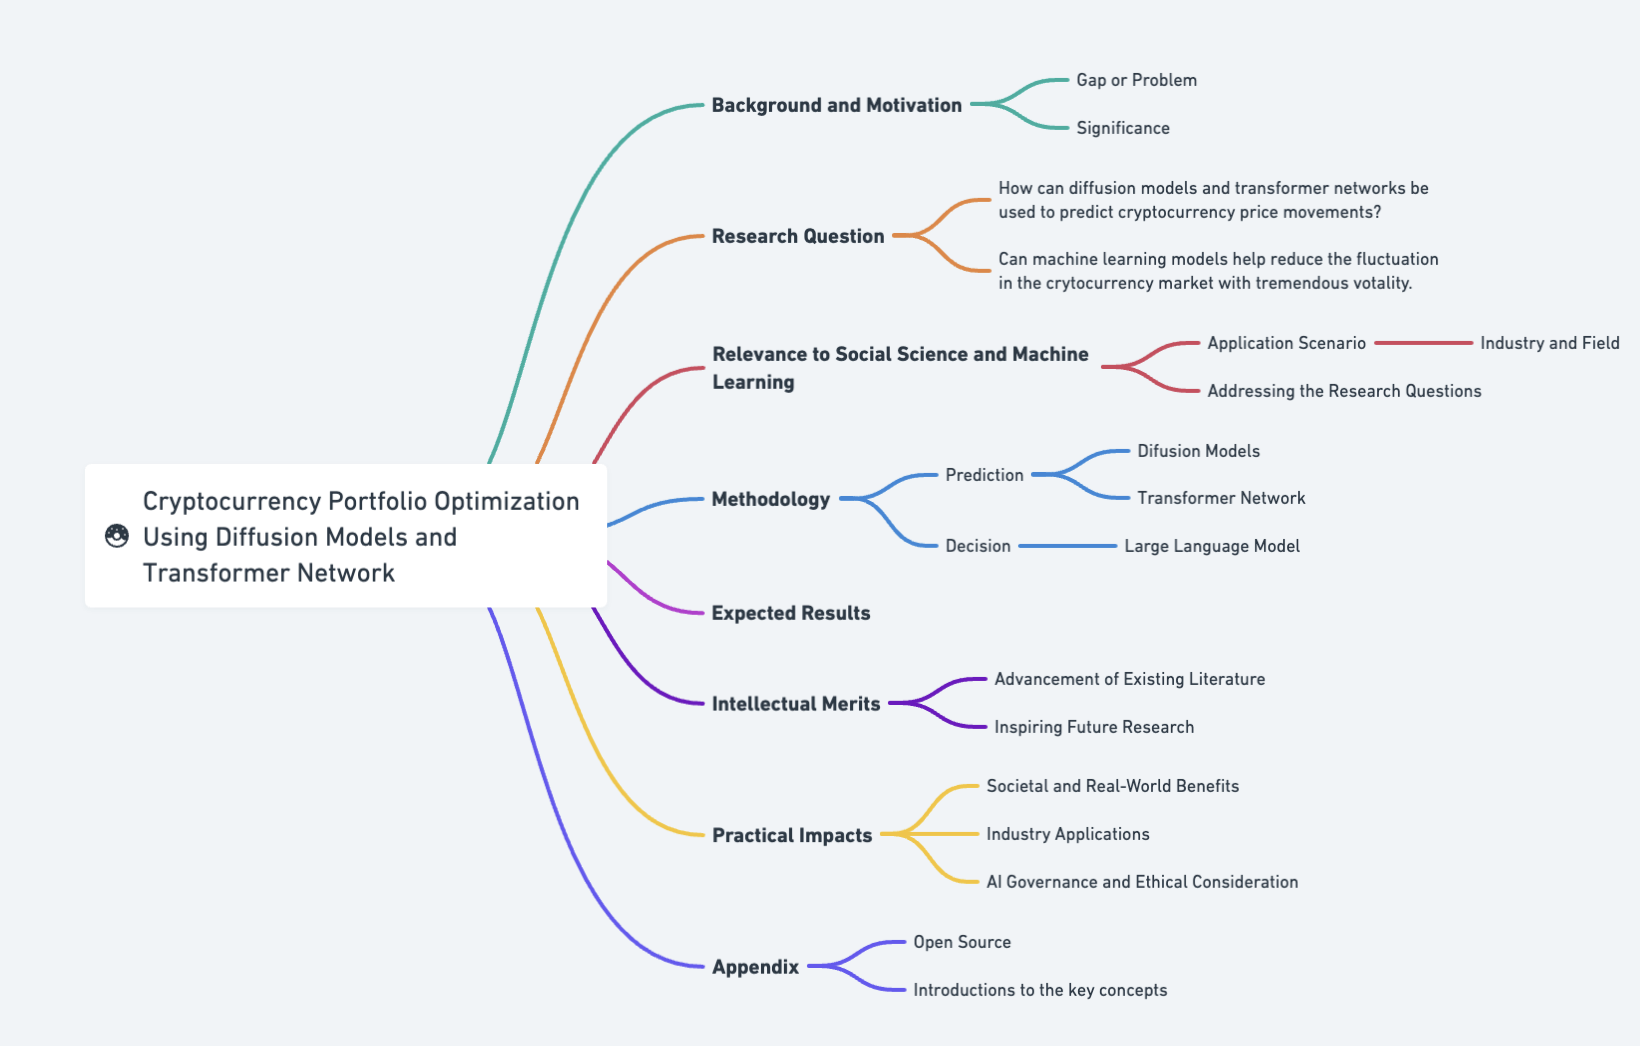 Cryptocurrency Portfolio Optimization
Using Diffusion Models and
Transformer Network
Background and Motivation
Gap or Problem
Significance
Research Question
How can diffusion models and transformer networks be
used to predict cryptocurrency price movements?
Can machine learning models help reduce the fluctuation
in the crytocurrency market with tremendous votality.
Relevance to Social Science and Machine
Learning
Application Scenario
Industry and Field
Addressing the Research Questions
Methodology
Prediction
Difusion Models
Transformer Network
Decision
Large Language Model
Expected Results
Intellectual Merits
Advancement of Existing Literature
Inspiring Future Research
Practical Impacts
Societal and Real-World Benefits
Industry Applications
AI Governance and Ethical Consideration
Appendix
Open Source
Introductions to the key concepts